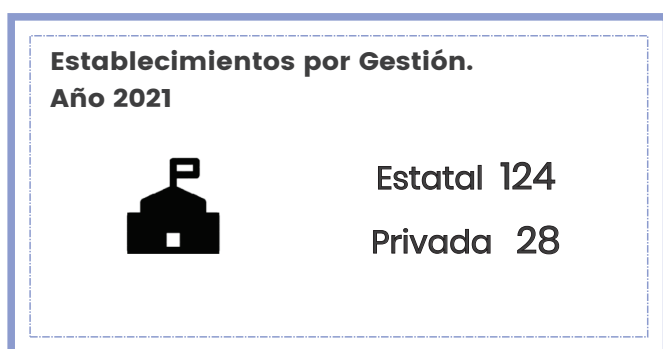 Establecimientos por Gestión.
Año 2021
Estatal 124
Privada 28